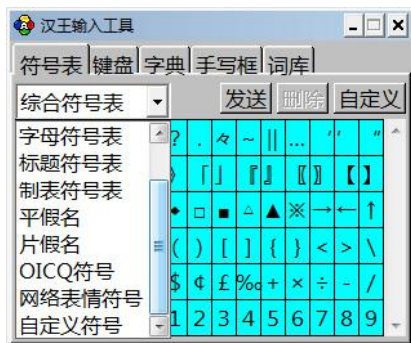 汉王输入工具
符号表 键盘 字典 手写框 词库
综合符号表 发送 删除 自定义
字母符号表
标题符号表
制表符号表
平假名
片假名
OICQ符号
网络表情符号
自定义符号
? . 々 ~ ‖ … ' ' "
》 「 」 『 』 〖 〗 【 】
◆ □ ■ △ ▲ ※ → ← ↑
( ) [ ] { } < > \
$ ¢ £ ‰ + × ÷ - /
1 2 3 4 5 6 7 8 9